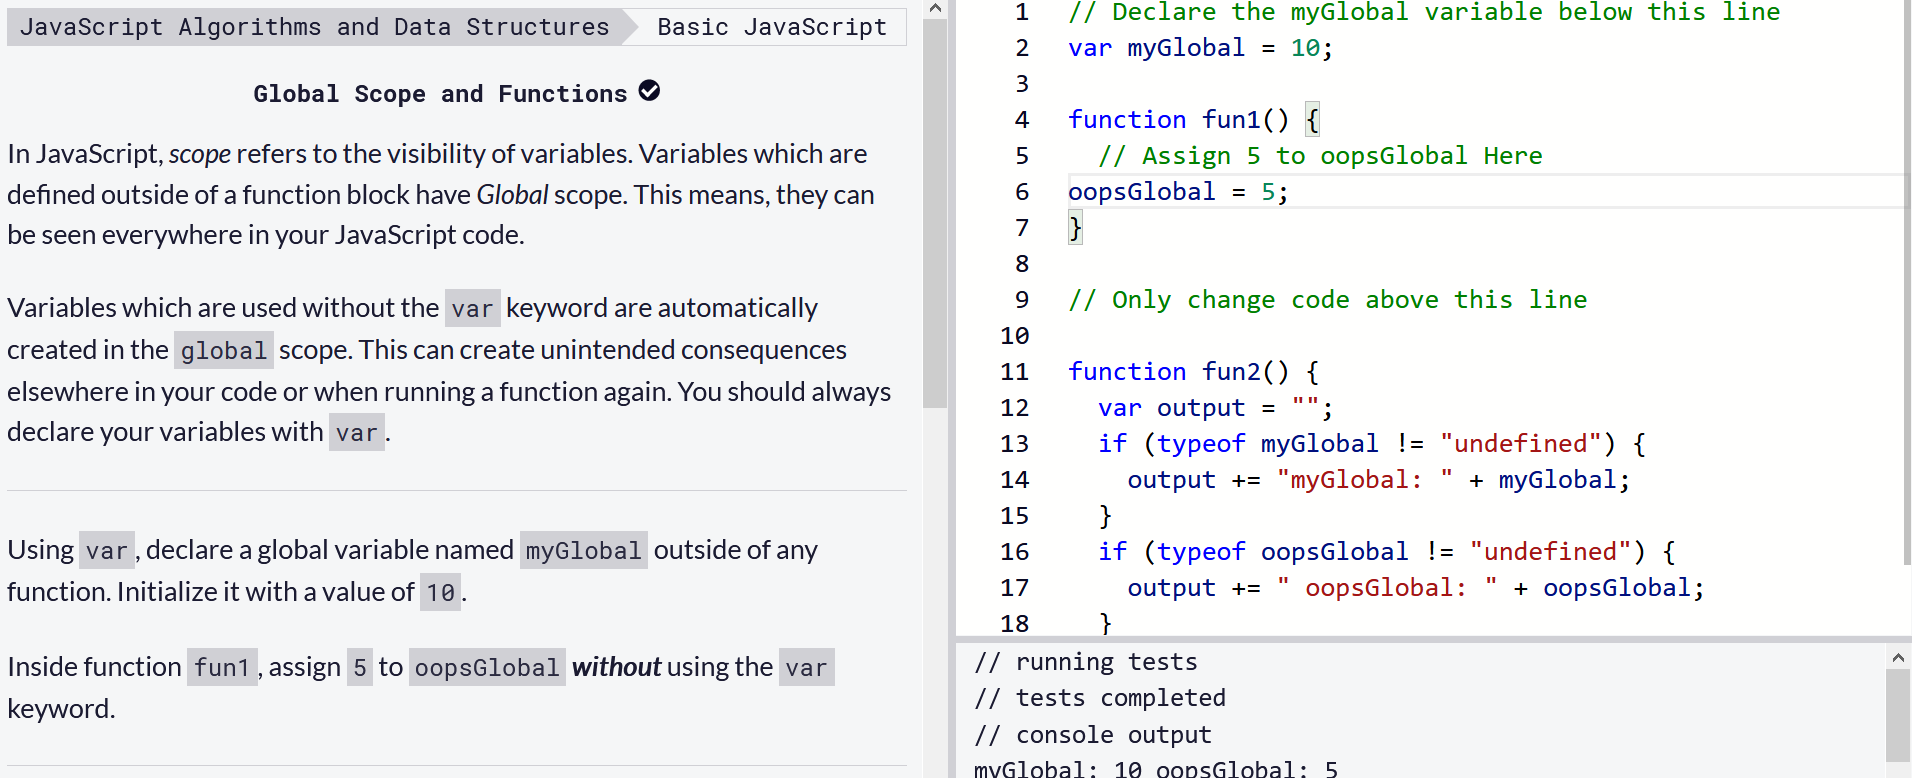 JavaScript Algorithms and Data Structures
Basic JavaScript
Global Scope and Functions
In JavaScript, scope refers to the visibility of variables. Variables which are
defined outside of a function block have Global scope. This means, they can
be seen everywhere in your JavaScript code.
Variables which are used without the var keyword are automatically
created in the global scope. This can create unintended consequences
elsewhere in your code or when running a function again. You should always
declare your variables with var.
Using var, declare a global variable named myGlobal outside of any
function. Initialize it with a value of 10.
Inside function fun1, assign 5 to oopsGlobal without using the var
keyword.
1 // Declare the myGlobal variable below this line
2 var myGlobal = 10;
3
4 function fun1() {
5 // Assign 5 to oopsGlobal Here
6 oopsGlobal = 5;
7 }
8
9 // Only change code above this line
10
11 function fun2() {
12 var output = "";
13 if (typeof myGlobal != "undefined") {
14 output += "myGlobal: " + myGlobal;
15 }
16 if (typeof oopsGlobal != "undefined") {
17 output += " oopsGlobal: " + oopsGlobal;
18 }
// running tests
// tests completed
// console output
myGlobal: 10 oopsGlobal: 5